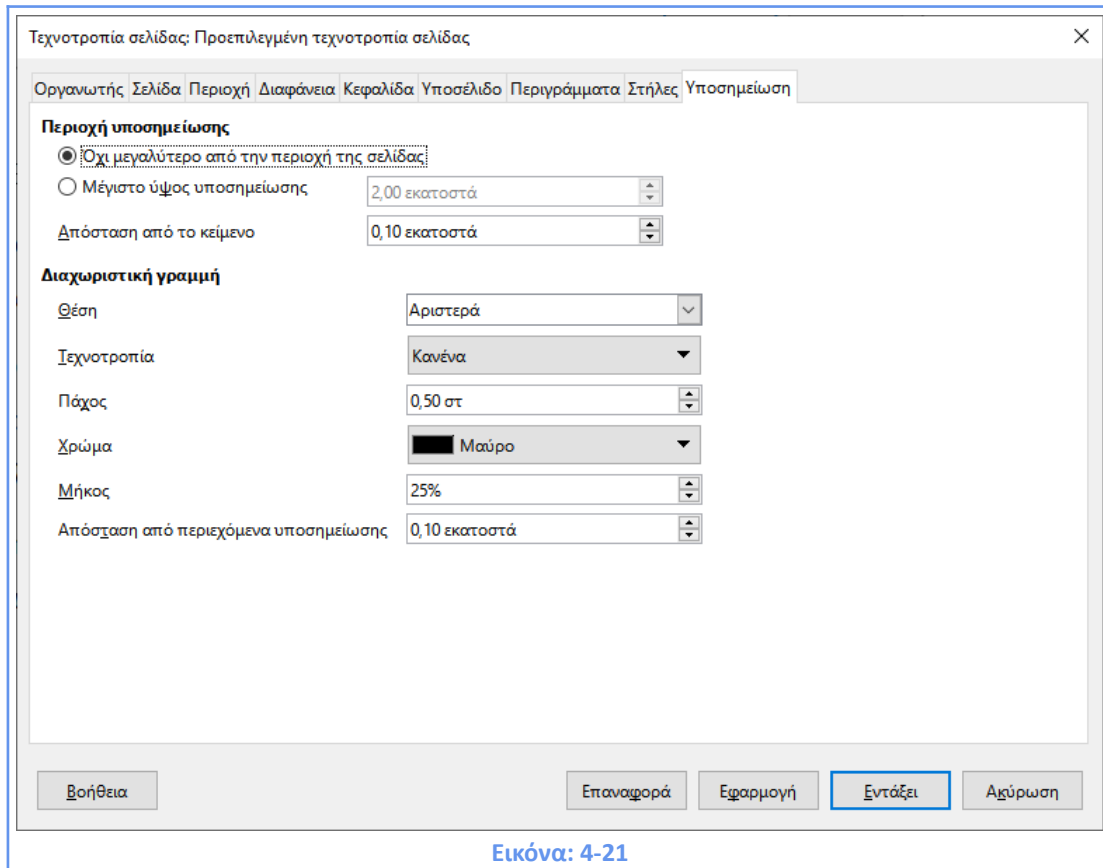 Τεχνοτροπία σελίδας: Προεπιλεγμένη τεχνοτροπία σελίδας
Οργανωτής Σελίδα Περιοχή Διαφάνεια Κεφαλίδα Υποσέλιδο Περιγράμματα Στήλες Υποσημείωση
Περιοχή υποσημείωσης
Όχι μεγαλύτερο από την περιοχή της σελίδας
Μέγιστο ύψος υποσημείωσης 2,00 εκατοστά
Απόσταση από το κείμενο 0,10 εκατοστά
Διαχωριστική γραμμή
Θέση Αριστερά
Τεχνοτροπία Κανένα
Πάχος 0,50 στ
Χρώμα Μαύρο
Μήκος 25%
Απόσταση από περιεχόμενα υποσημείωσης 0,10 εκατοστά
Βοήθεια Επαναφορά Εφαρμογή Εντάξει Ακύρωση
Εικόνα: 4-21